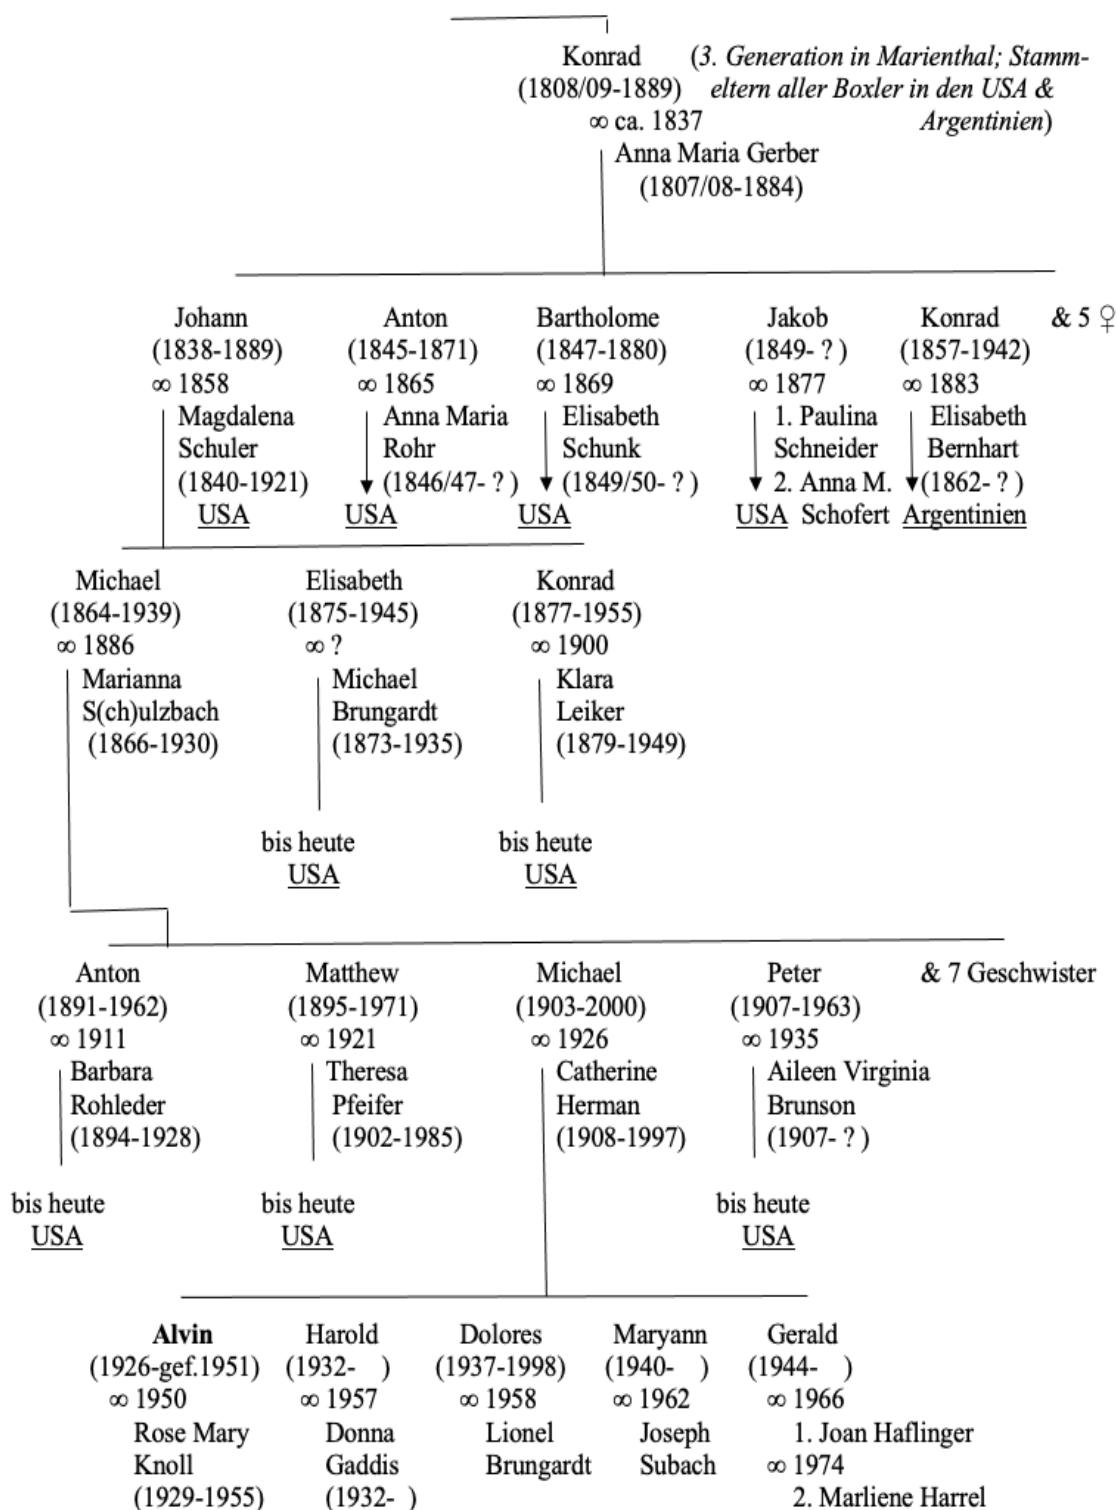 Konrad (3. Generation in Marienthal; Stamm-
(1808/09-1889) eltern aller Boxler in den USA &
∞ ca. 1837 Argentinien)
Anna Maria Gerber
(1807/08-1884)
Johann Anton Bartholome Jakob Konrad & 5 ♀
(1838-1889) (1845-1871) (1847-1880) (1849- ? ) (1857-1942)
∞ 1858 ∞ 1865 ∞ 1869 ∞ 1877 ∞ 1883
Magdalena Anna Maria Elisabeth 1. Paulina Elisabeth
Schuler Rohr Schunk Schneider Bernhart
(1840-1921) (1846/47- ? ) (1849/50- ? ) 2. Anna M. (1862- ? )
USA USA USA USA Schofert Argentinien
Michael Elisabeth Konrad
(1864-1939) (1875-1945) (1877-1955)
∞ 1886 ∞ ? ∞ 1900
Marianna Michael Klara
S(ch)ulzbach Brungardt Leiker
(1866-1930) (1873-1935) (1879-1949)
bis heute bis heute
USA USA
Anton Matthew Michael Peter & 7 Geschwister
(1891-1962) (1895-1971) (1903-2000) (1907-1963)
∞ 1911 ∞ 1921 ∞ 1926 ∞ 1935
Barbara Theresa Catherine Aileen Virginia
Rohleder Pfeifer Herman Brunson
(1894-1928) (1902-1985) (1908-1997) (1907- ? )
bis heute bis heute bis heute
USA USA USA
Alvin Harold Dolores Maryann Gerald
(1926-gef.1951) (1932- ) (1937-1998) (1940- ) (1944- )
∞ 1950 ∞ 1957 ∞ 1958 ∞ 1962 ∞ 1966
Rose Mary Donna Lionel Joseph 1. Joan Haflinger
Knoll Gaddis Brungardt Subach ∞ 1974
(1929-1955) (1932- ) 2. Marliene Harrel